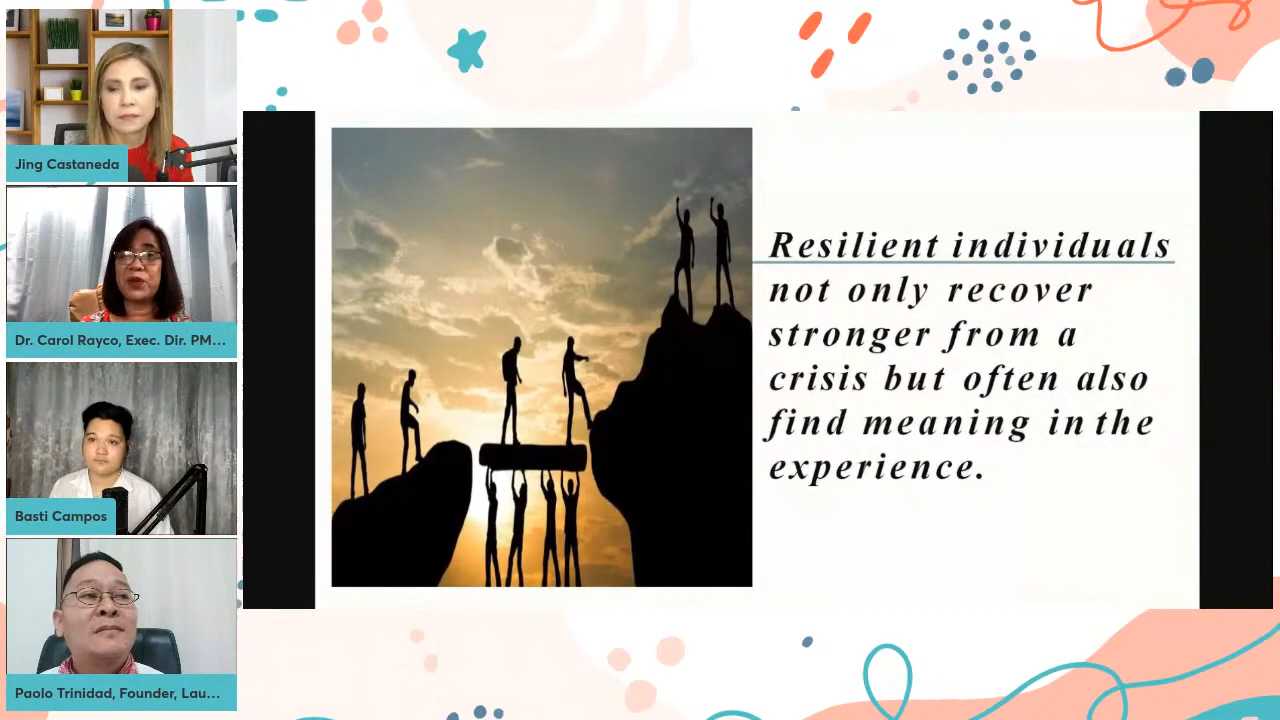 Jing Castaneda
Dr. Carol Rayco, Exec. Dir. PM...
Basti Campos
Paolo Trinidad, Founder, Lau...
Resilient individuals
not only recover
stronger from a
crisis but often also
find meaning in the
experience.